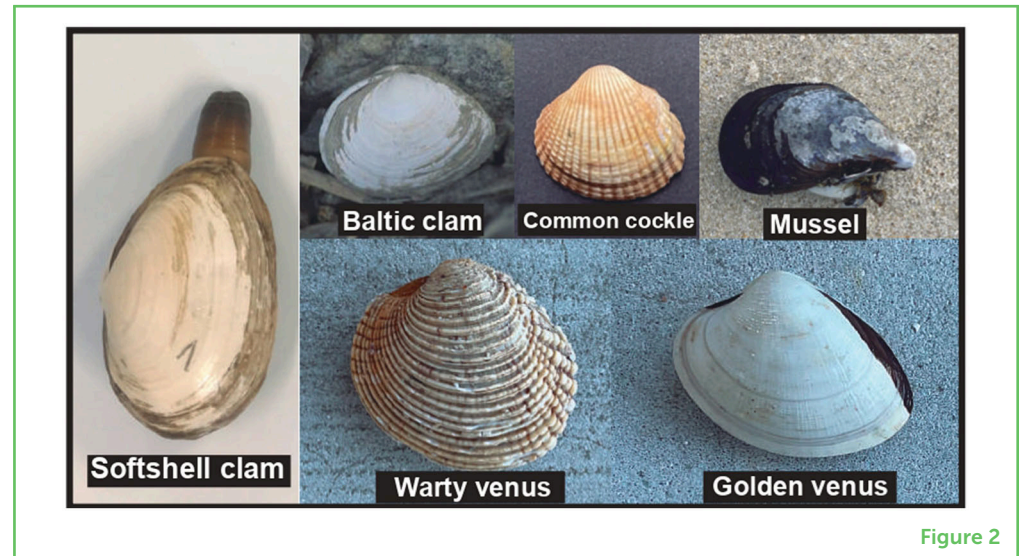 Baltic clam
Common cockle
Mussel
Softshell clam
Warty venus
Golden venus
Figure 2